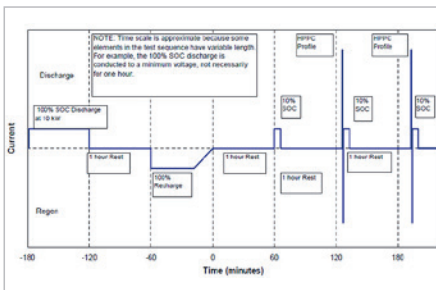 NOTE: Time scale is approximate because some
elements in the test sequence have variable length.
For example, the 100% SOC discharge is
conducted to a minimum voltage, not necessarily
for one hour.
HPPC
Profile
HPPC
Profile
Discharge
100% SOC Discharge
at 10 kW
10%
SOC
10%
SOC
10%
SOC
Current
1 hour Rest
1 hour Rest
1 hour Rest
100%
Recharge
1 hour Rest
Regen
-180
-120
-60
0
60
120
180
Time (minutes)